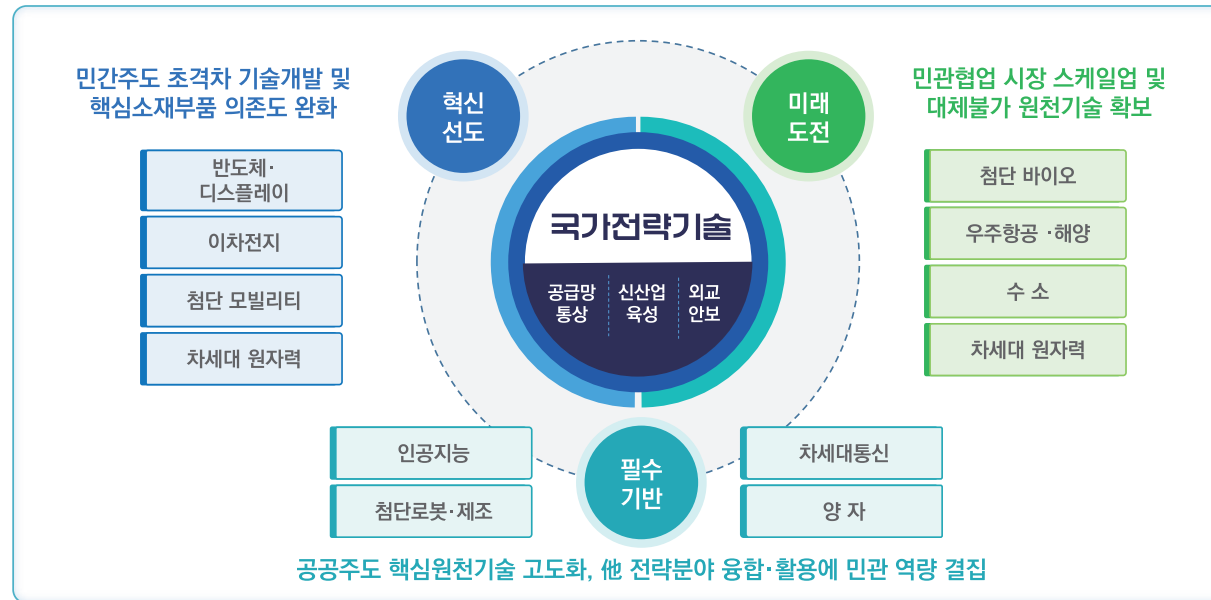 민간주도 초격차 기술개발 및
핵심소재부품 의존도 완화
혁신
선도
반도체·
디스플레이
이차전지
첨단 모빌리티
차세대 원자력
미래
도전
민관협업 시장 스케일업 및
대체불가 원천기술 확보
첨단 바이오
우주항공 ·해양
수 소
차세대 원자력
국가전략기술
공급망
통상
신산업
육성
외교
안보
필수
기반
인공지능
첨단로봇·제조
차세대통신
양 자
공공주도 핵심원천기술 고도화, 他 전략분야 융합·활용에 민관 역량 결집